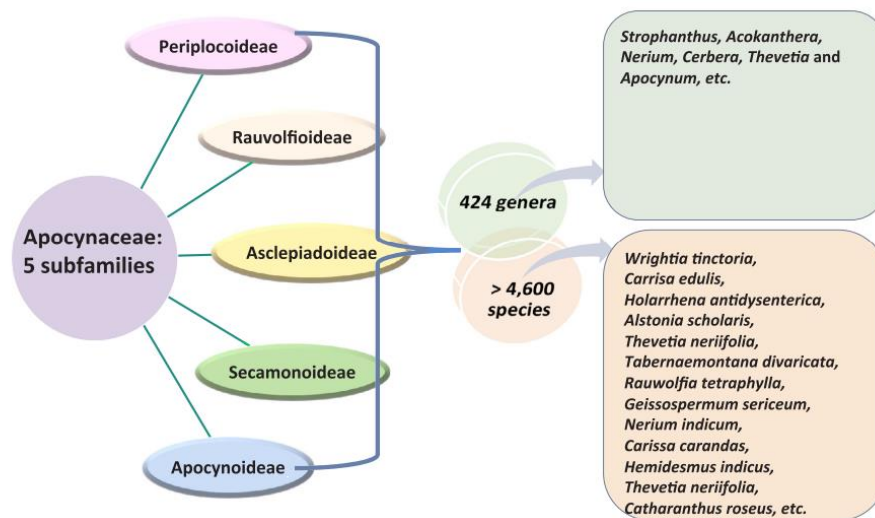 Apocynaceae:
5 subfamilies
Periplocoideae
Rauvolfioideae
Asclepiadoideae
Secamonoideae
Apocynoideae
424 genera
> 4,600
species
Strophanthus, Acokanthera,
Nerium, Cerbera, Thevetia and
Apocynum, etc.
Wrightia tinctoria,
Carrisa edulis,
Holarrhena antidysenterica,
Alstonia scholaris,
Thevetia neriifolia,
Tabernaemontana divaricata,
Rauwolfia tetraphylla,
Geissospermum sericeum,
Nerium indicum,
Carissa carandas,
Hemidesmus indicus,
Thevetia neriifolia,
Catharanthus roseus, etc.